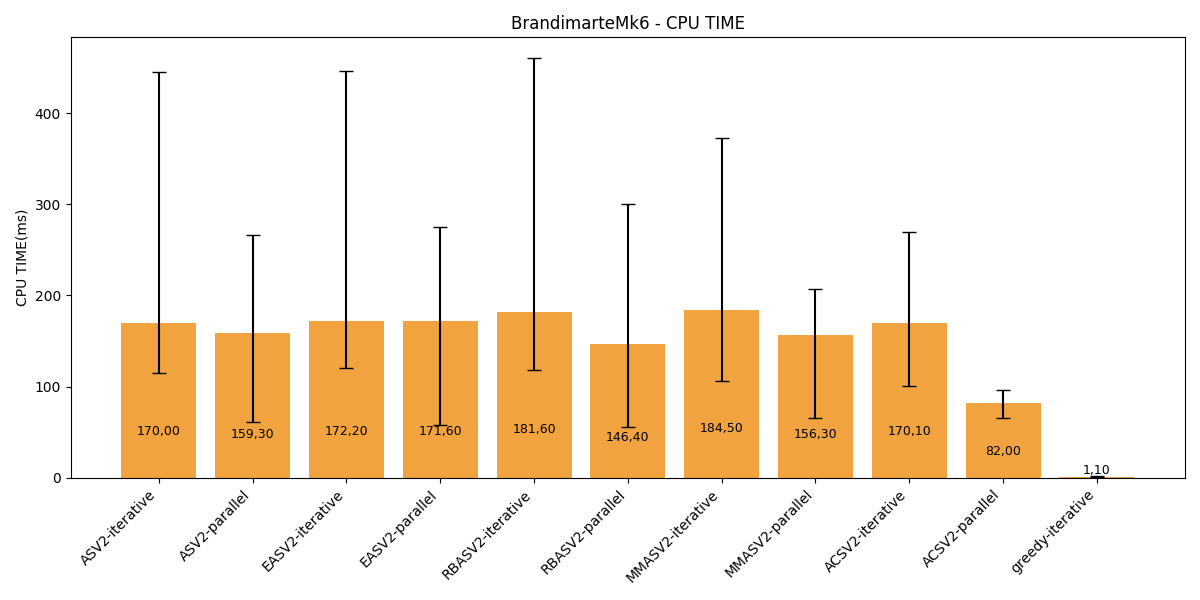 BrandimarteMk6 - CPU TIME
CPU TIME(ms)
400
300
200
100
0
170,00
159,30
172,20
171,60
181,60
146,40
184,50
156,30
170,10
82,00
1,10
ASV2-iterative
ASV2-parallel
EASV2-iterative
EASV2-parallel
RBASV2-iterative
RBASV2-parallel
MMASV2-iterative
MMASV2-parallel
ACSV2-iterative
ACSV2-parallel
greedy-iterative